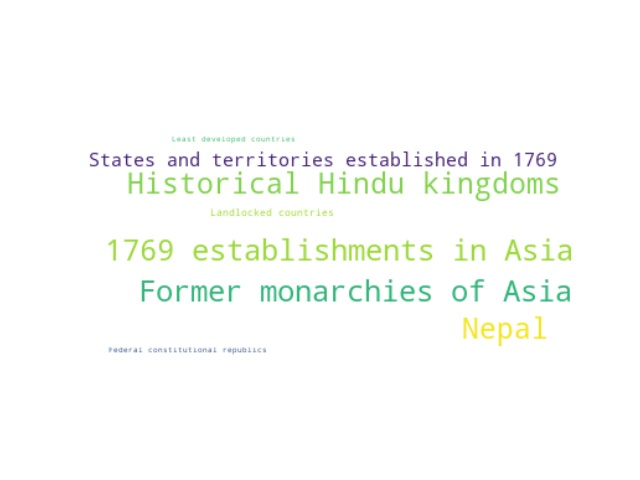 Least developed countries
States and territories established in 1769
Historical Hindu kingdoms
Landlocked countries
1769 establishments in Asia
Former monarchies of Asia
Nepal
Federal constitutional republics